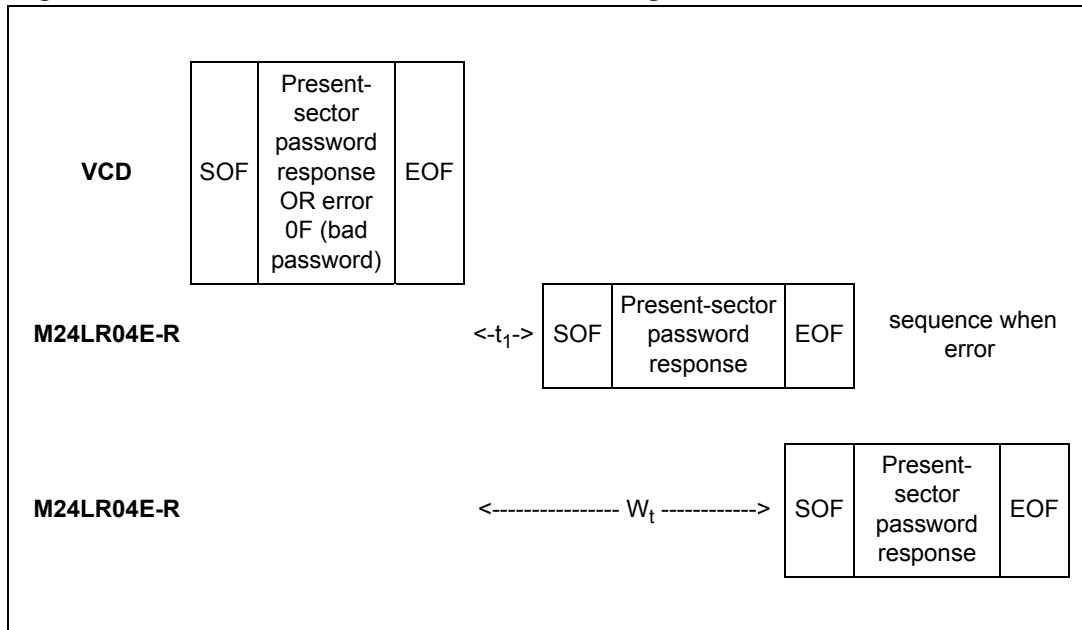 VCD
SOF
Present-
sector
password
response
OR error
0F (bad
password)
EOF
M24LR04E-R
<-t1->
SOF
Present-sector
password
response
EOF
sequence when
error
M24LR04E-R
<---------------- Wt ------------>
SOF
Present-
sector
password
response
EOF